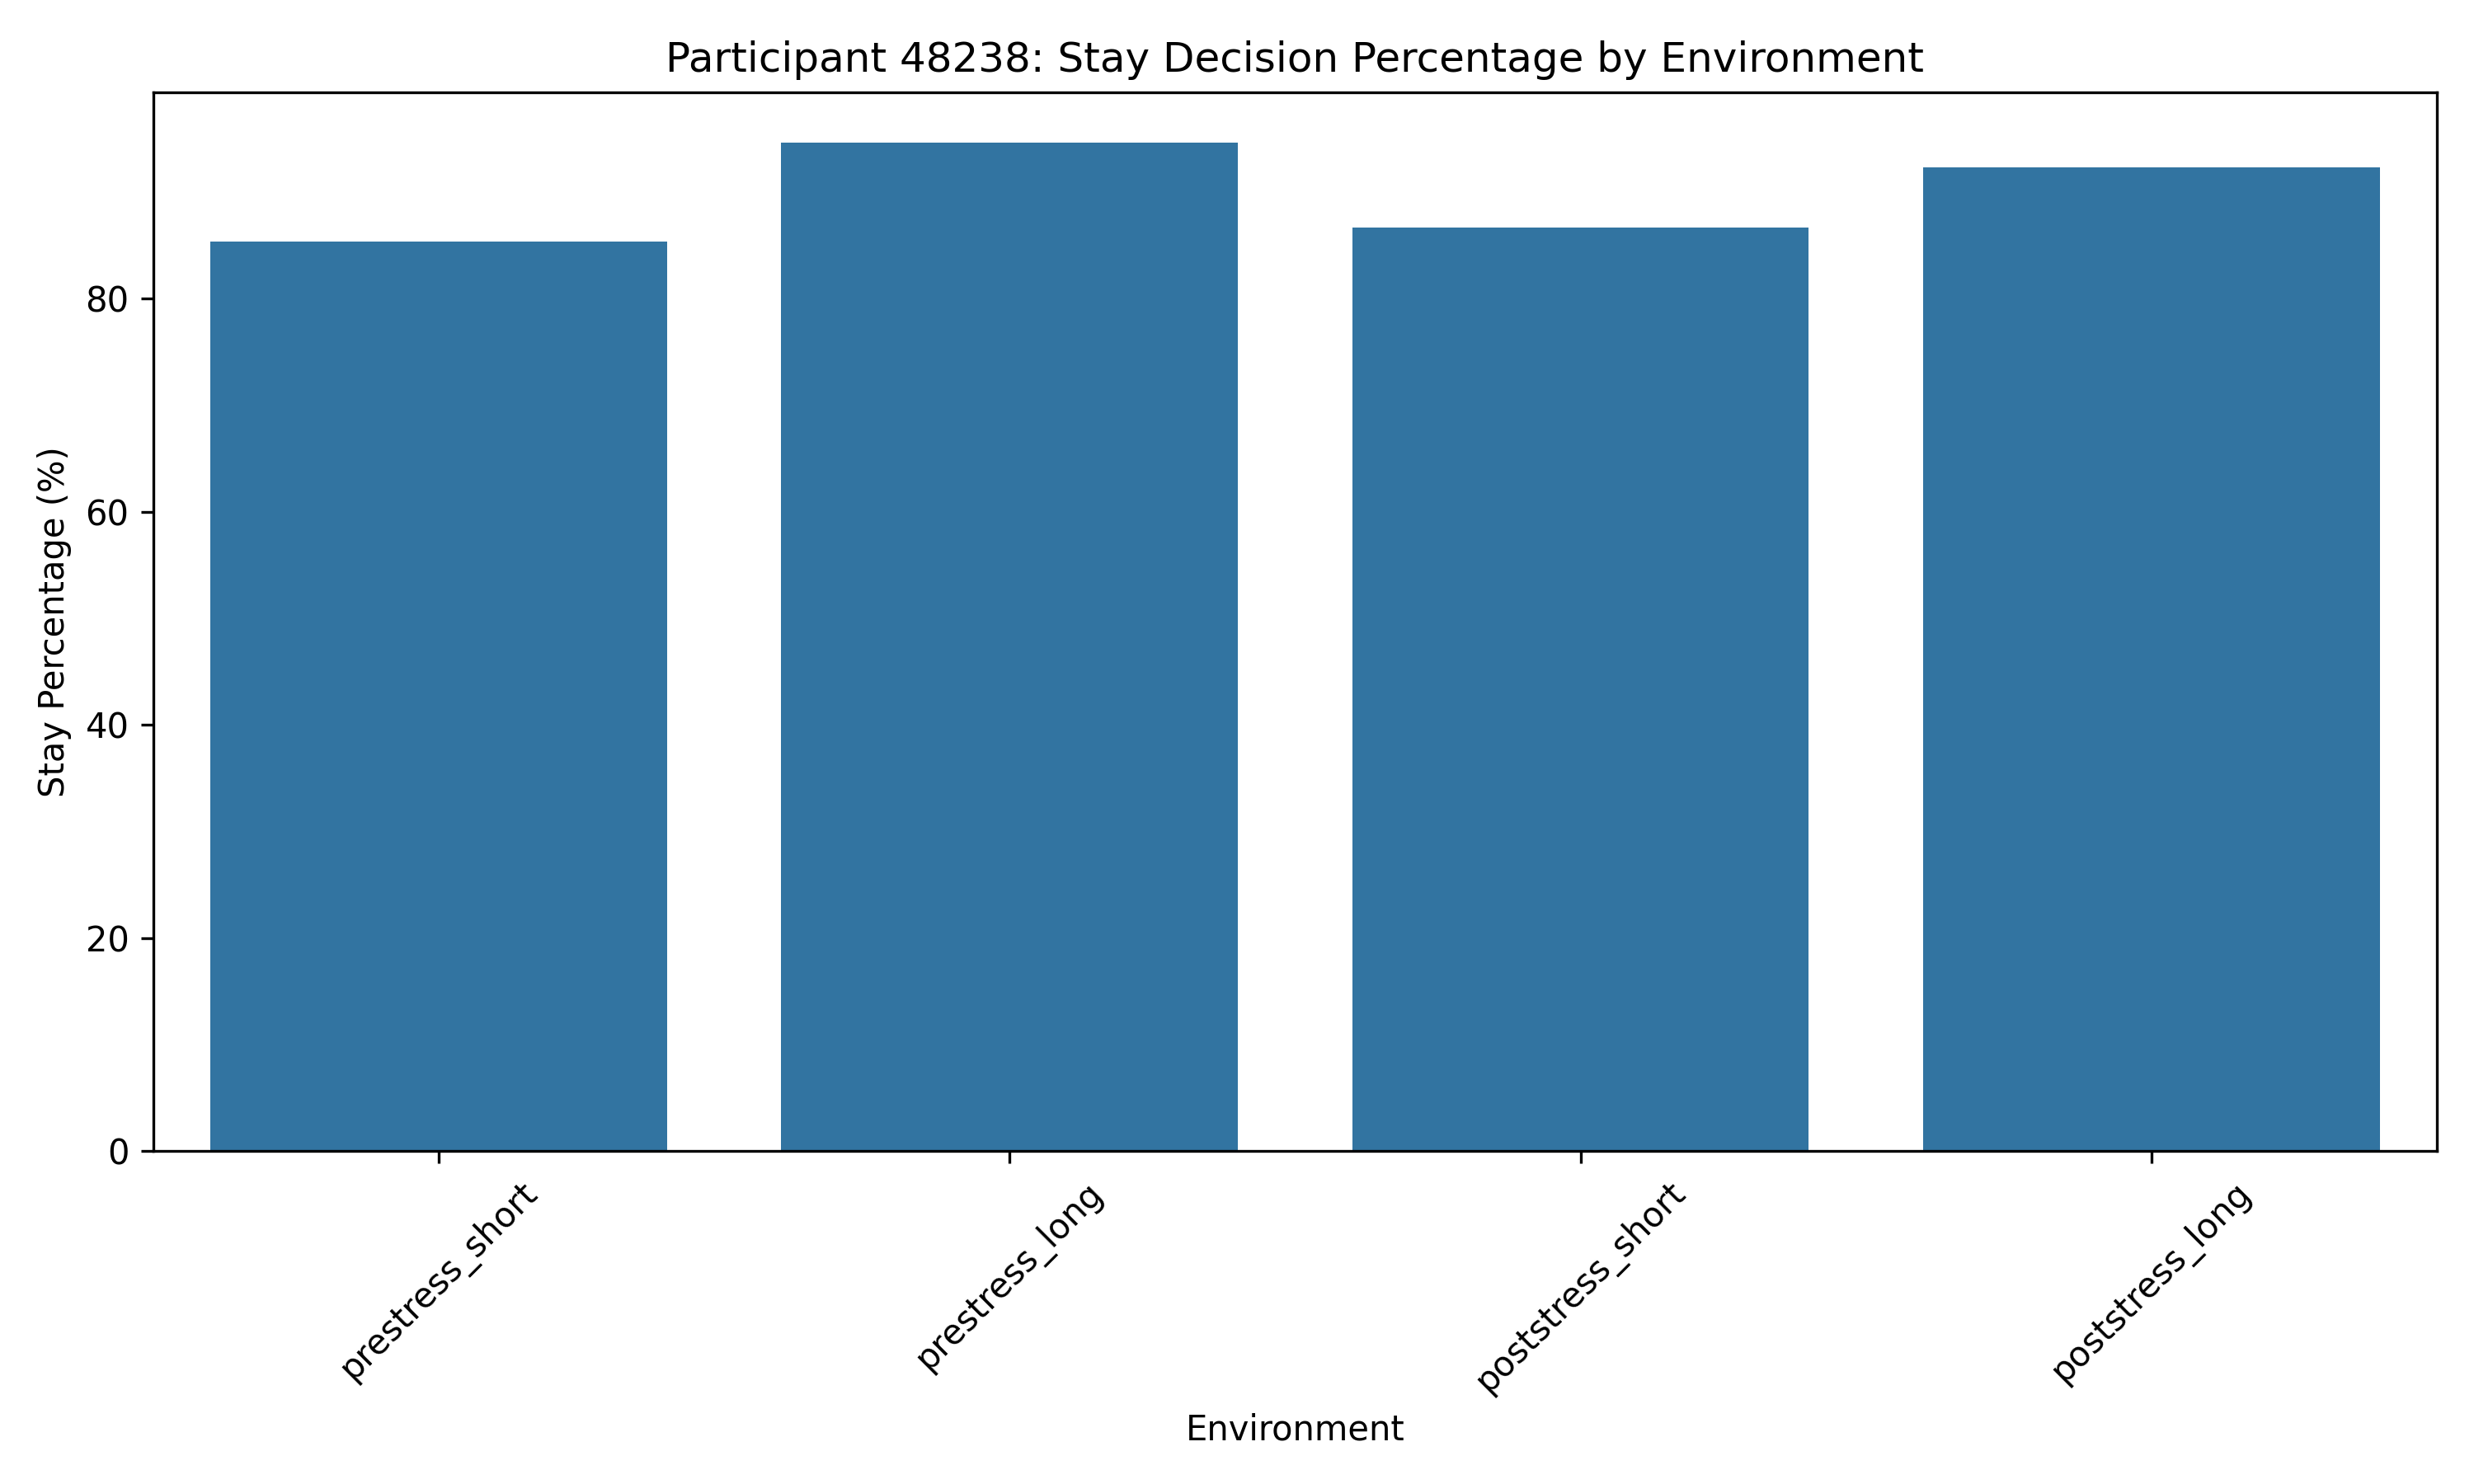 Participant 48238: Stay Decision Percentage by Environment
Stay Percentage (%)
80
60
40
20
0
prestress_short
prestress_long
poststress_short
poststress_long
Environment